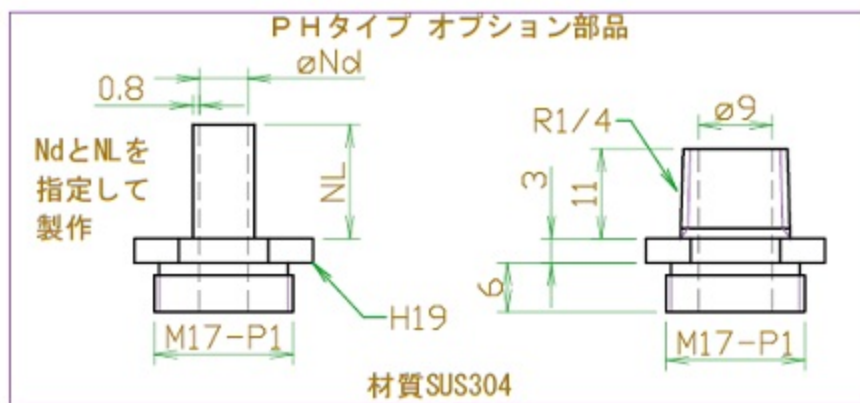 PHタイプ オプション部品
øNd
0.8
NdとNLを
指定して
製作
NL
H19
M17-P1
R1/4
ø9
3
11
6
M17-P1
材質SUS304